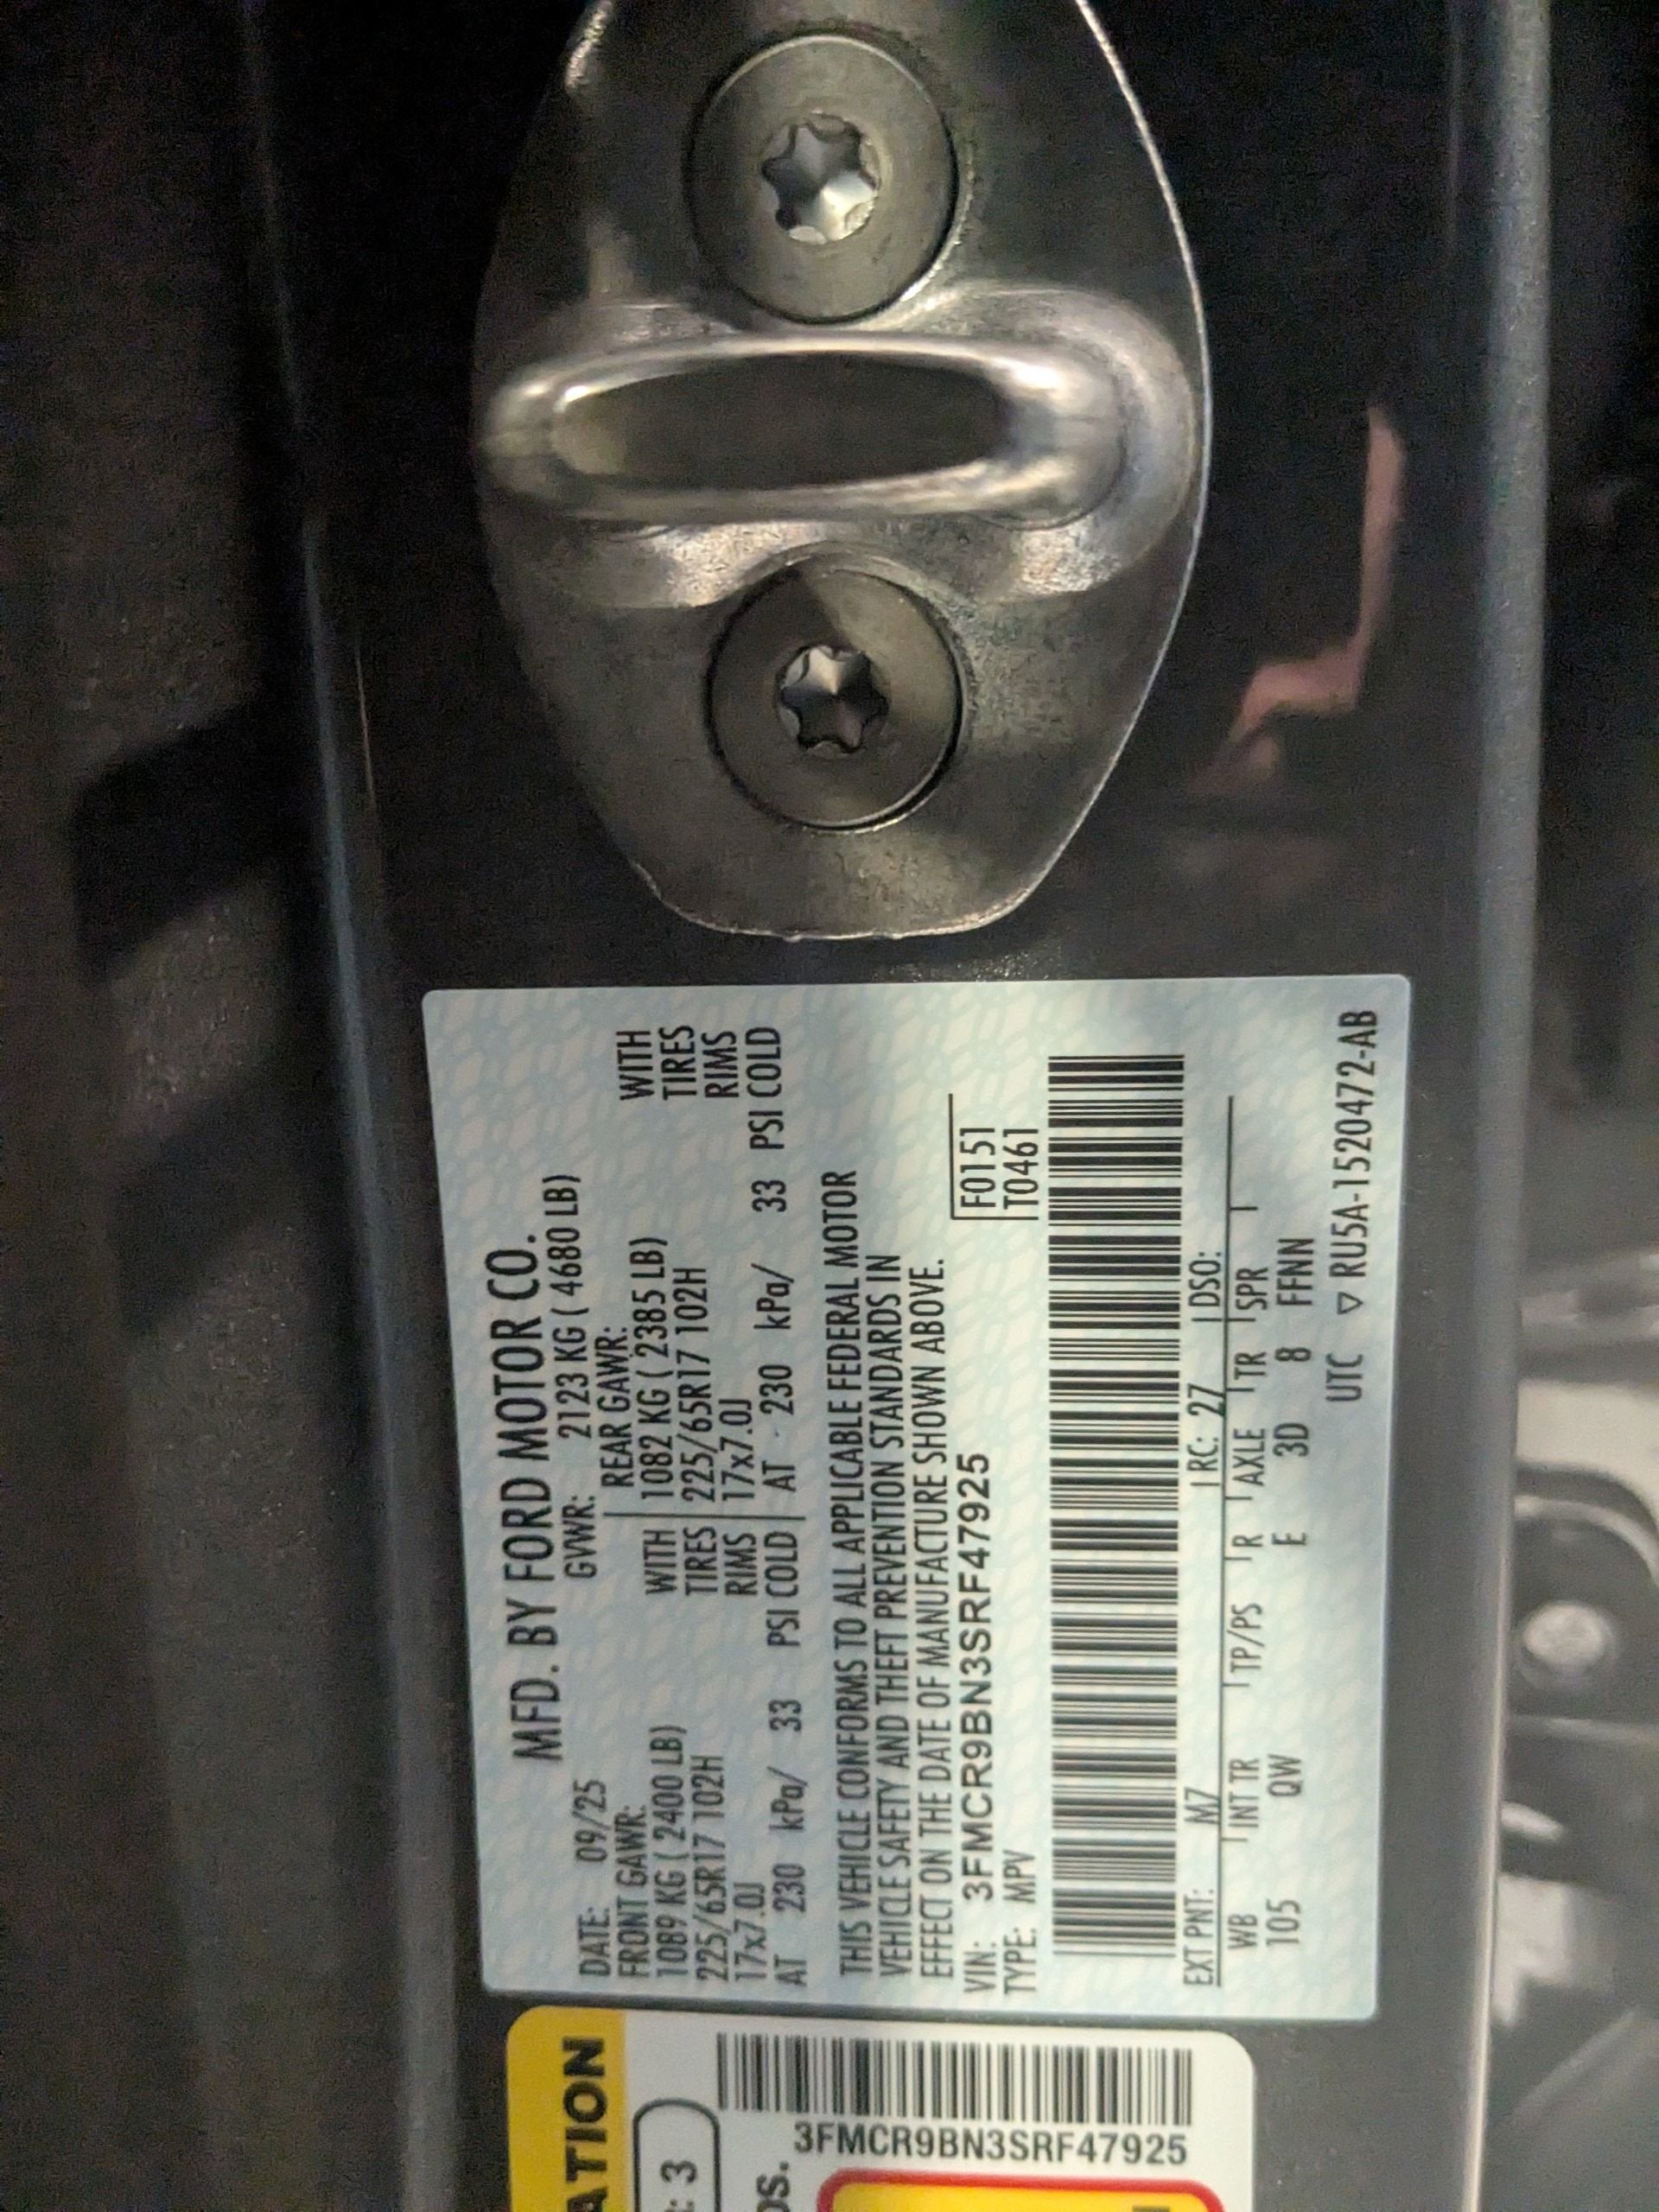 MFD. BY FORD MOTOR CO.
DATE: 09/25 GVWR: 2123 KG ( 4680 LB)
FRONT GAWR: REAR GAWR:
1089 KG ( 2400 LB) WITH 1082 KG ( 2385 LB) WITH
225/65R17 102H TIRES 225/65R17 102H TIRES
17x7.0J RIMS 17x7.0J RIMS
AT 230 kPa/ 33 PSI COLD AT 230 kPa/ 33 PSI COLD
THIS VEHICLE CONFORMS TO ALL APPLICABLE FEDERAL MOTOR
VEHICLE SAFETY AND THEFT PREVENTION STANDARDS IN
EFFECT ON THE DATE OF MANUFACTURE SHOWN ABOVE.
VIN: 3FMCR9BN3SRF47925 F0151
TYPE: MPV T0461
EXT PNT: M7 RC: 27 DSO:
WB INT TR TP/PS R AXLE TR SPR
105 QW E 3D 8 FFNN
UTC ▽ RU5A-1520472-AB
3
3FMCR9BN3SRF47925